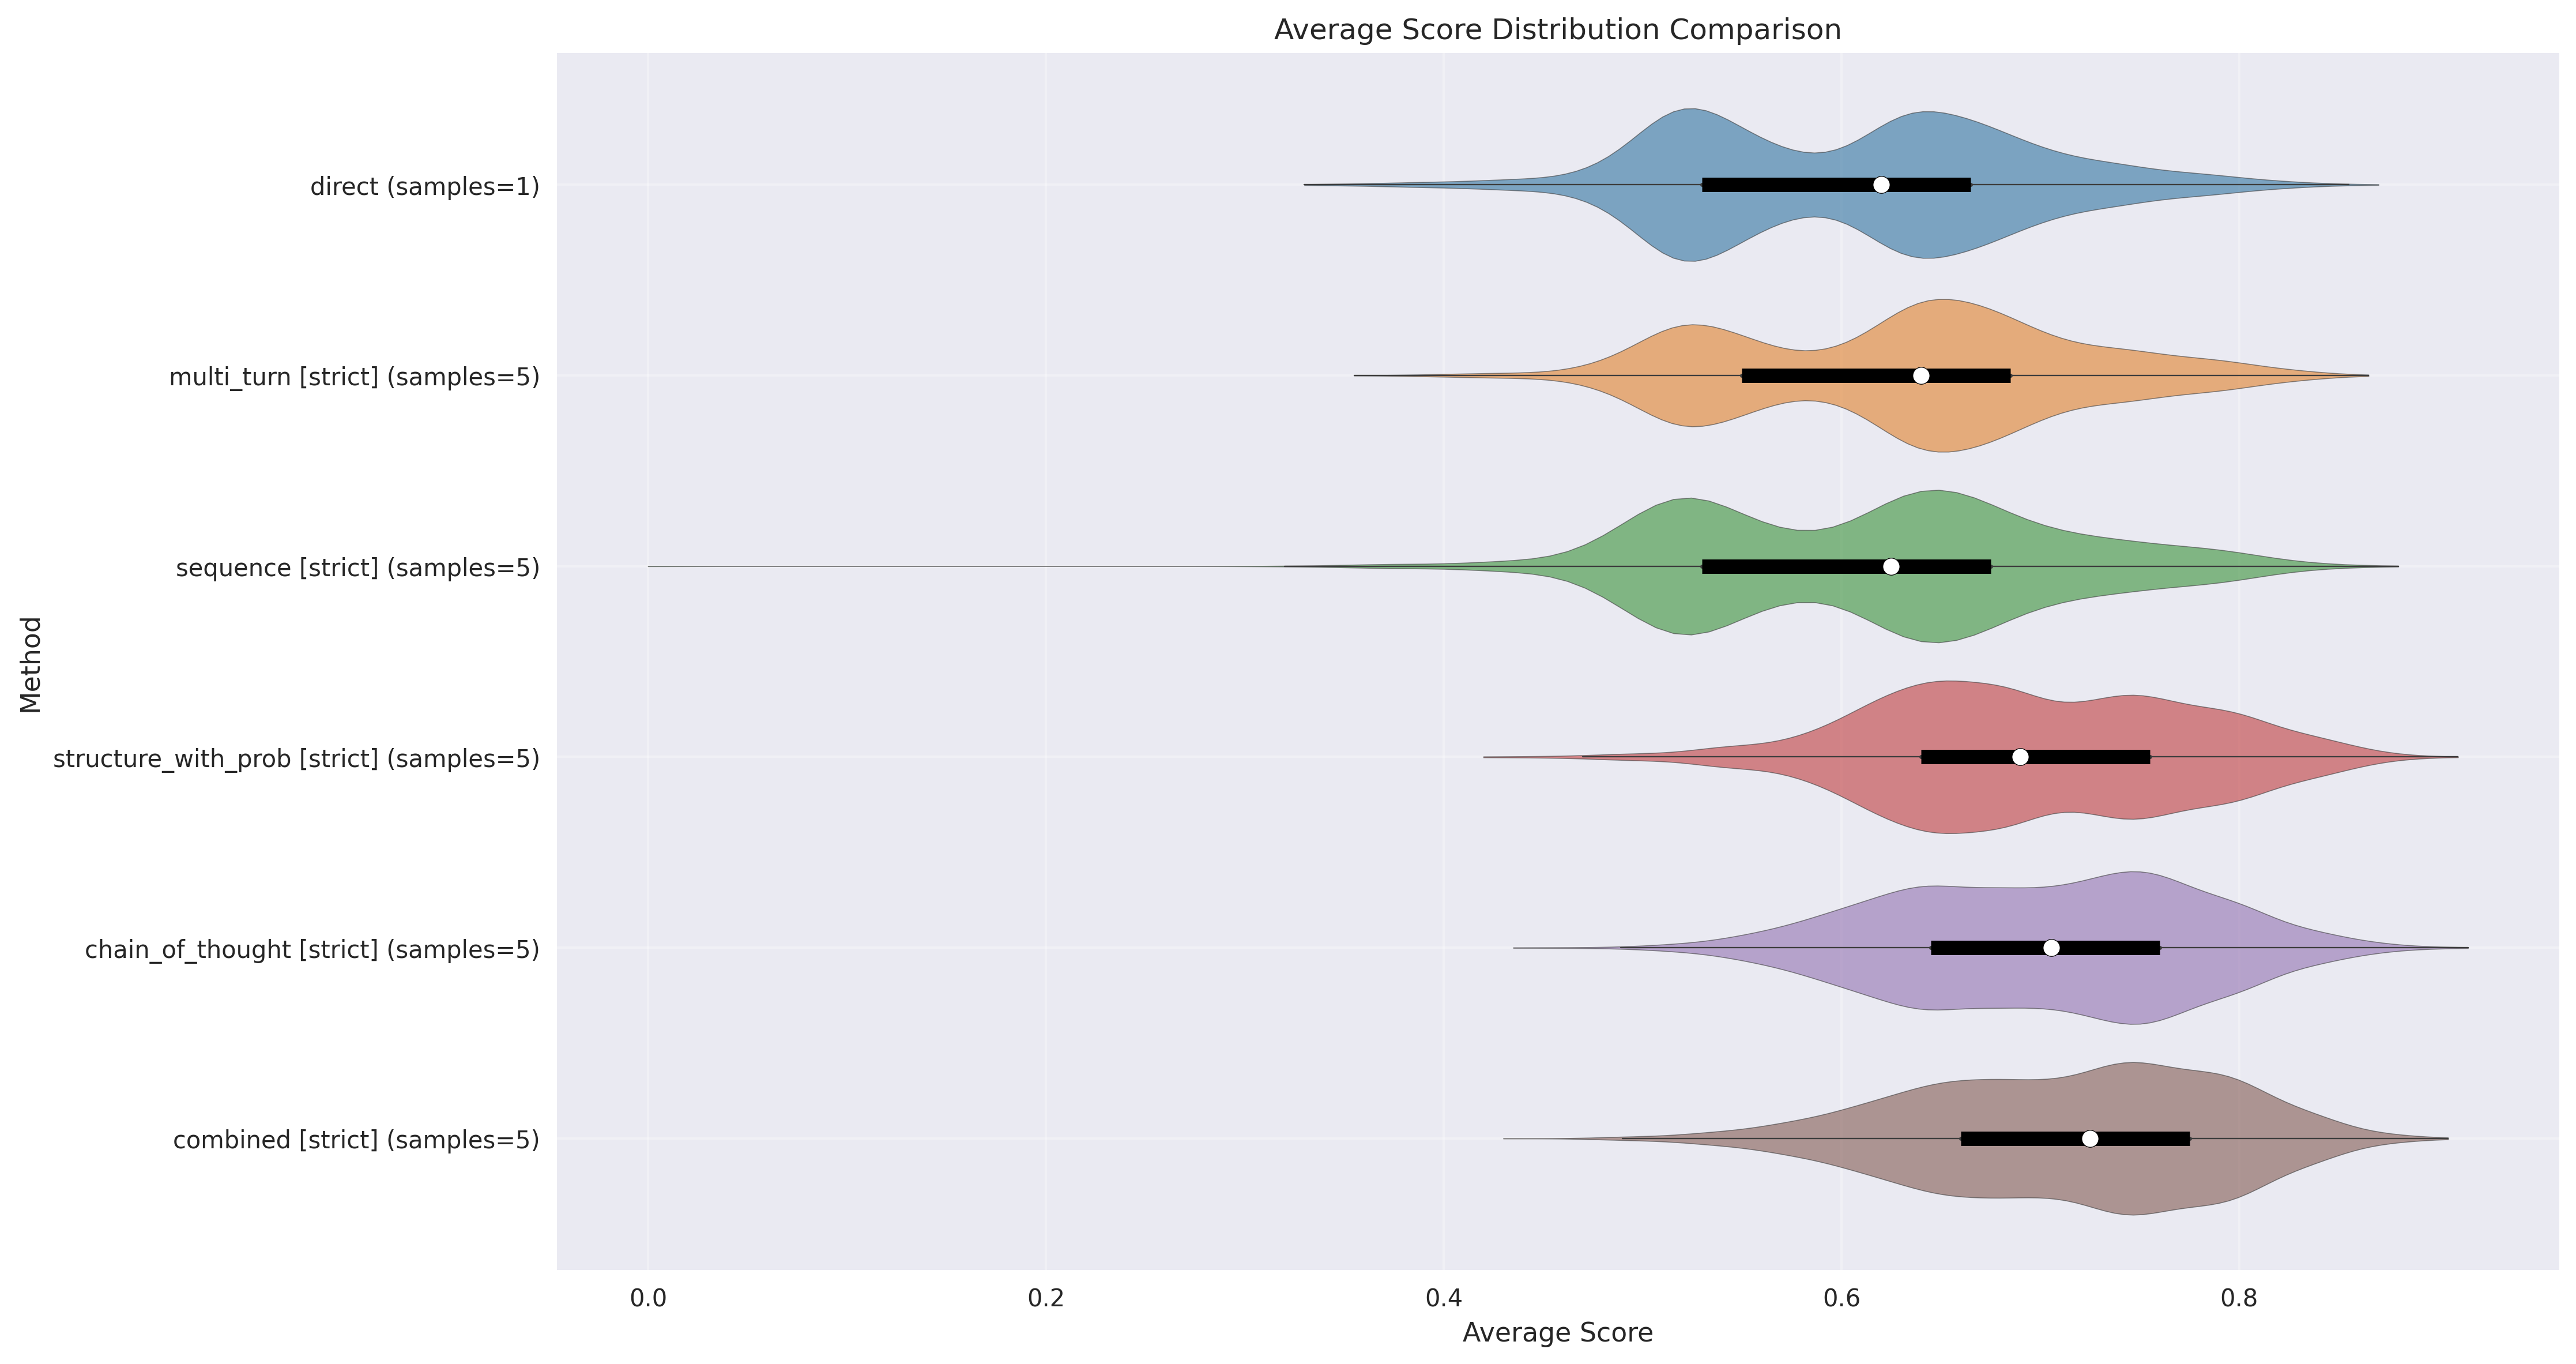 Average Score Distribution Comparison
Method
direct (samples=1)
multi_turn [strict] (samples=5)
sequence [strict] (samples=5)
structure_with_prob [strict] (samples=5)
chain_of_thought [strict] (samples=5)
combined [strict] (samples=5)
0.0 0.2 0.4 0.6 0.8
Average Score